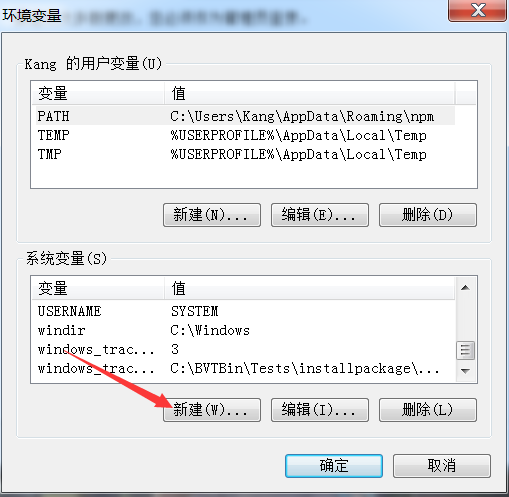 环境变量
Kang 的用户变量(U)
变量 值
PATH C:\Users\Kang\AppData\Roaming\npm
TEMP %USERPROFILE%\AppData\Local\Temp
TMP %USERPROFILE%\AppData\Local\Temp
新建(N)... 编辑(E)... 删除(D)
系统变量(S)
变量 值
USERNAME SYSTEM
windir C:\Windows
windows_trac... 3
windows_trac... C:\BVTBin\Tests\installpackage\...
新建(W)... 编辑(I)... 删除(L)
确定 取消